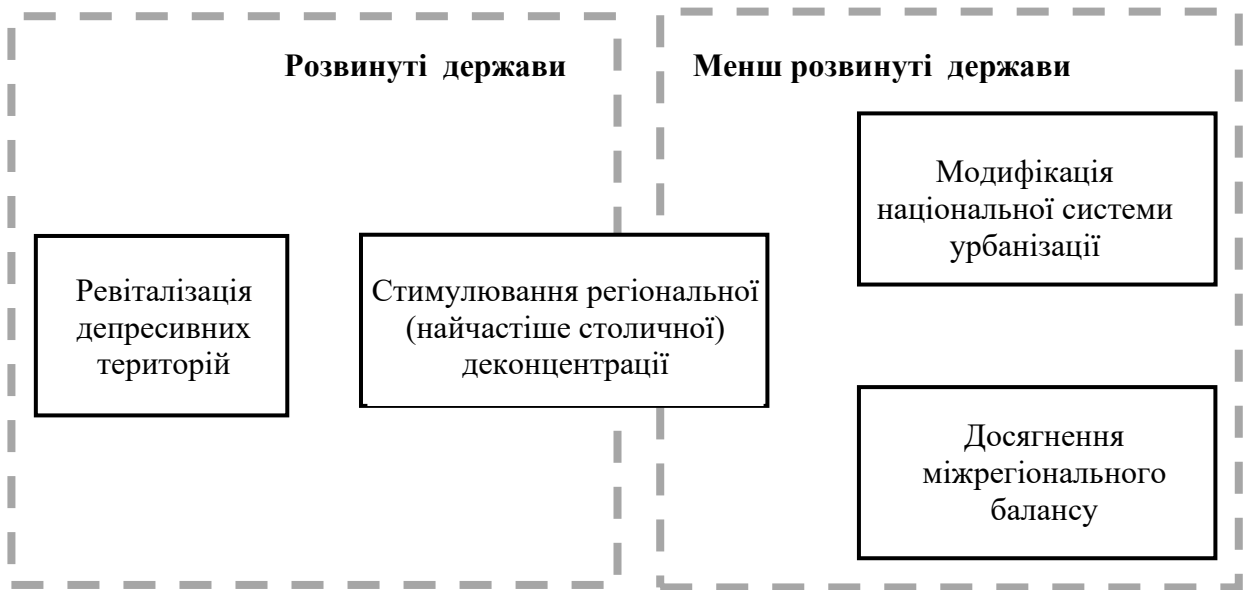 Розвинуті держави
Менш розвинуті держави
Модифікація
національної системи
урбанізації
Ревіталізація
депресивних
територій
Стимулювання регіональної
(найчастіше столичної)
деконцентрації
Досягнення
міжрегіонального
балансу